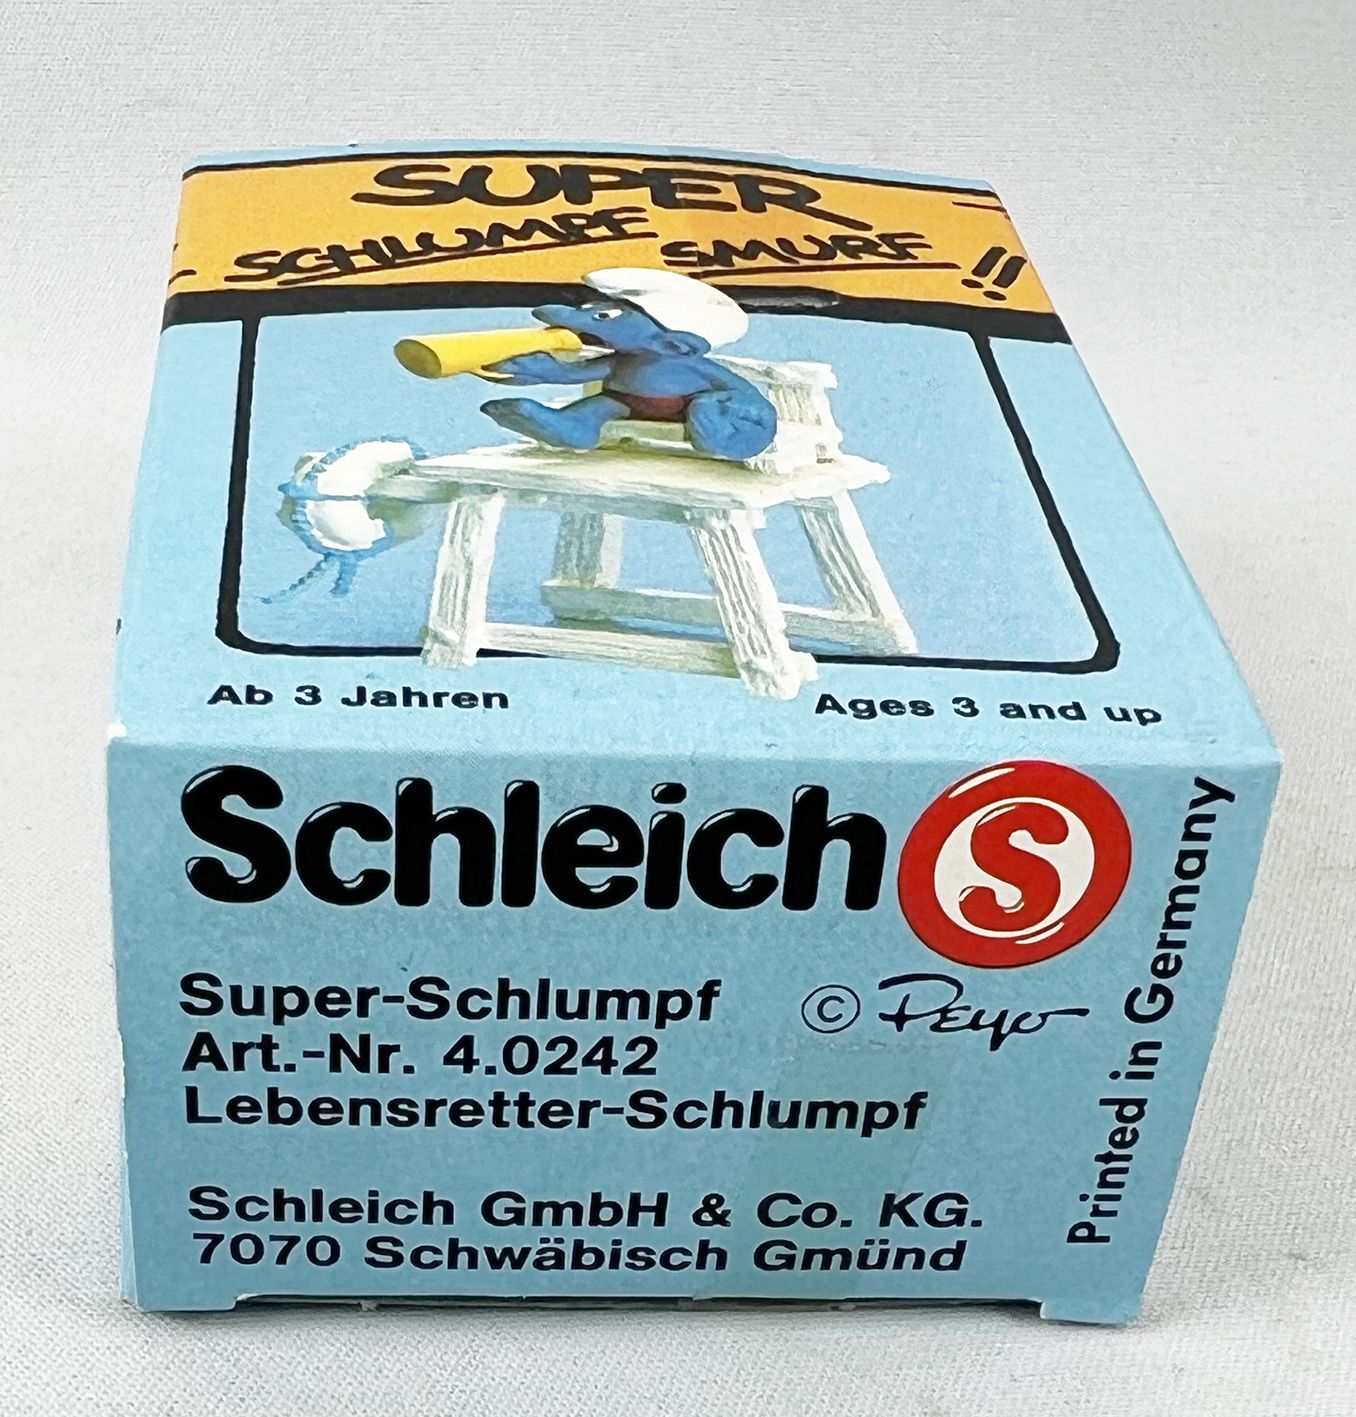 SUPER
SCHLUMPF SMURF !!
Ab 3 Jahren
Ages 3 and up
Schleich S
Super-Schlumpf
© Peyo
Art.-Nr. 4.0242
Lebensretter-Schlumpf
Schleich GmbH & Co. KG.
7070 Schwäbisch Gmünd
Printed in Germany